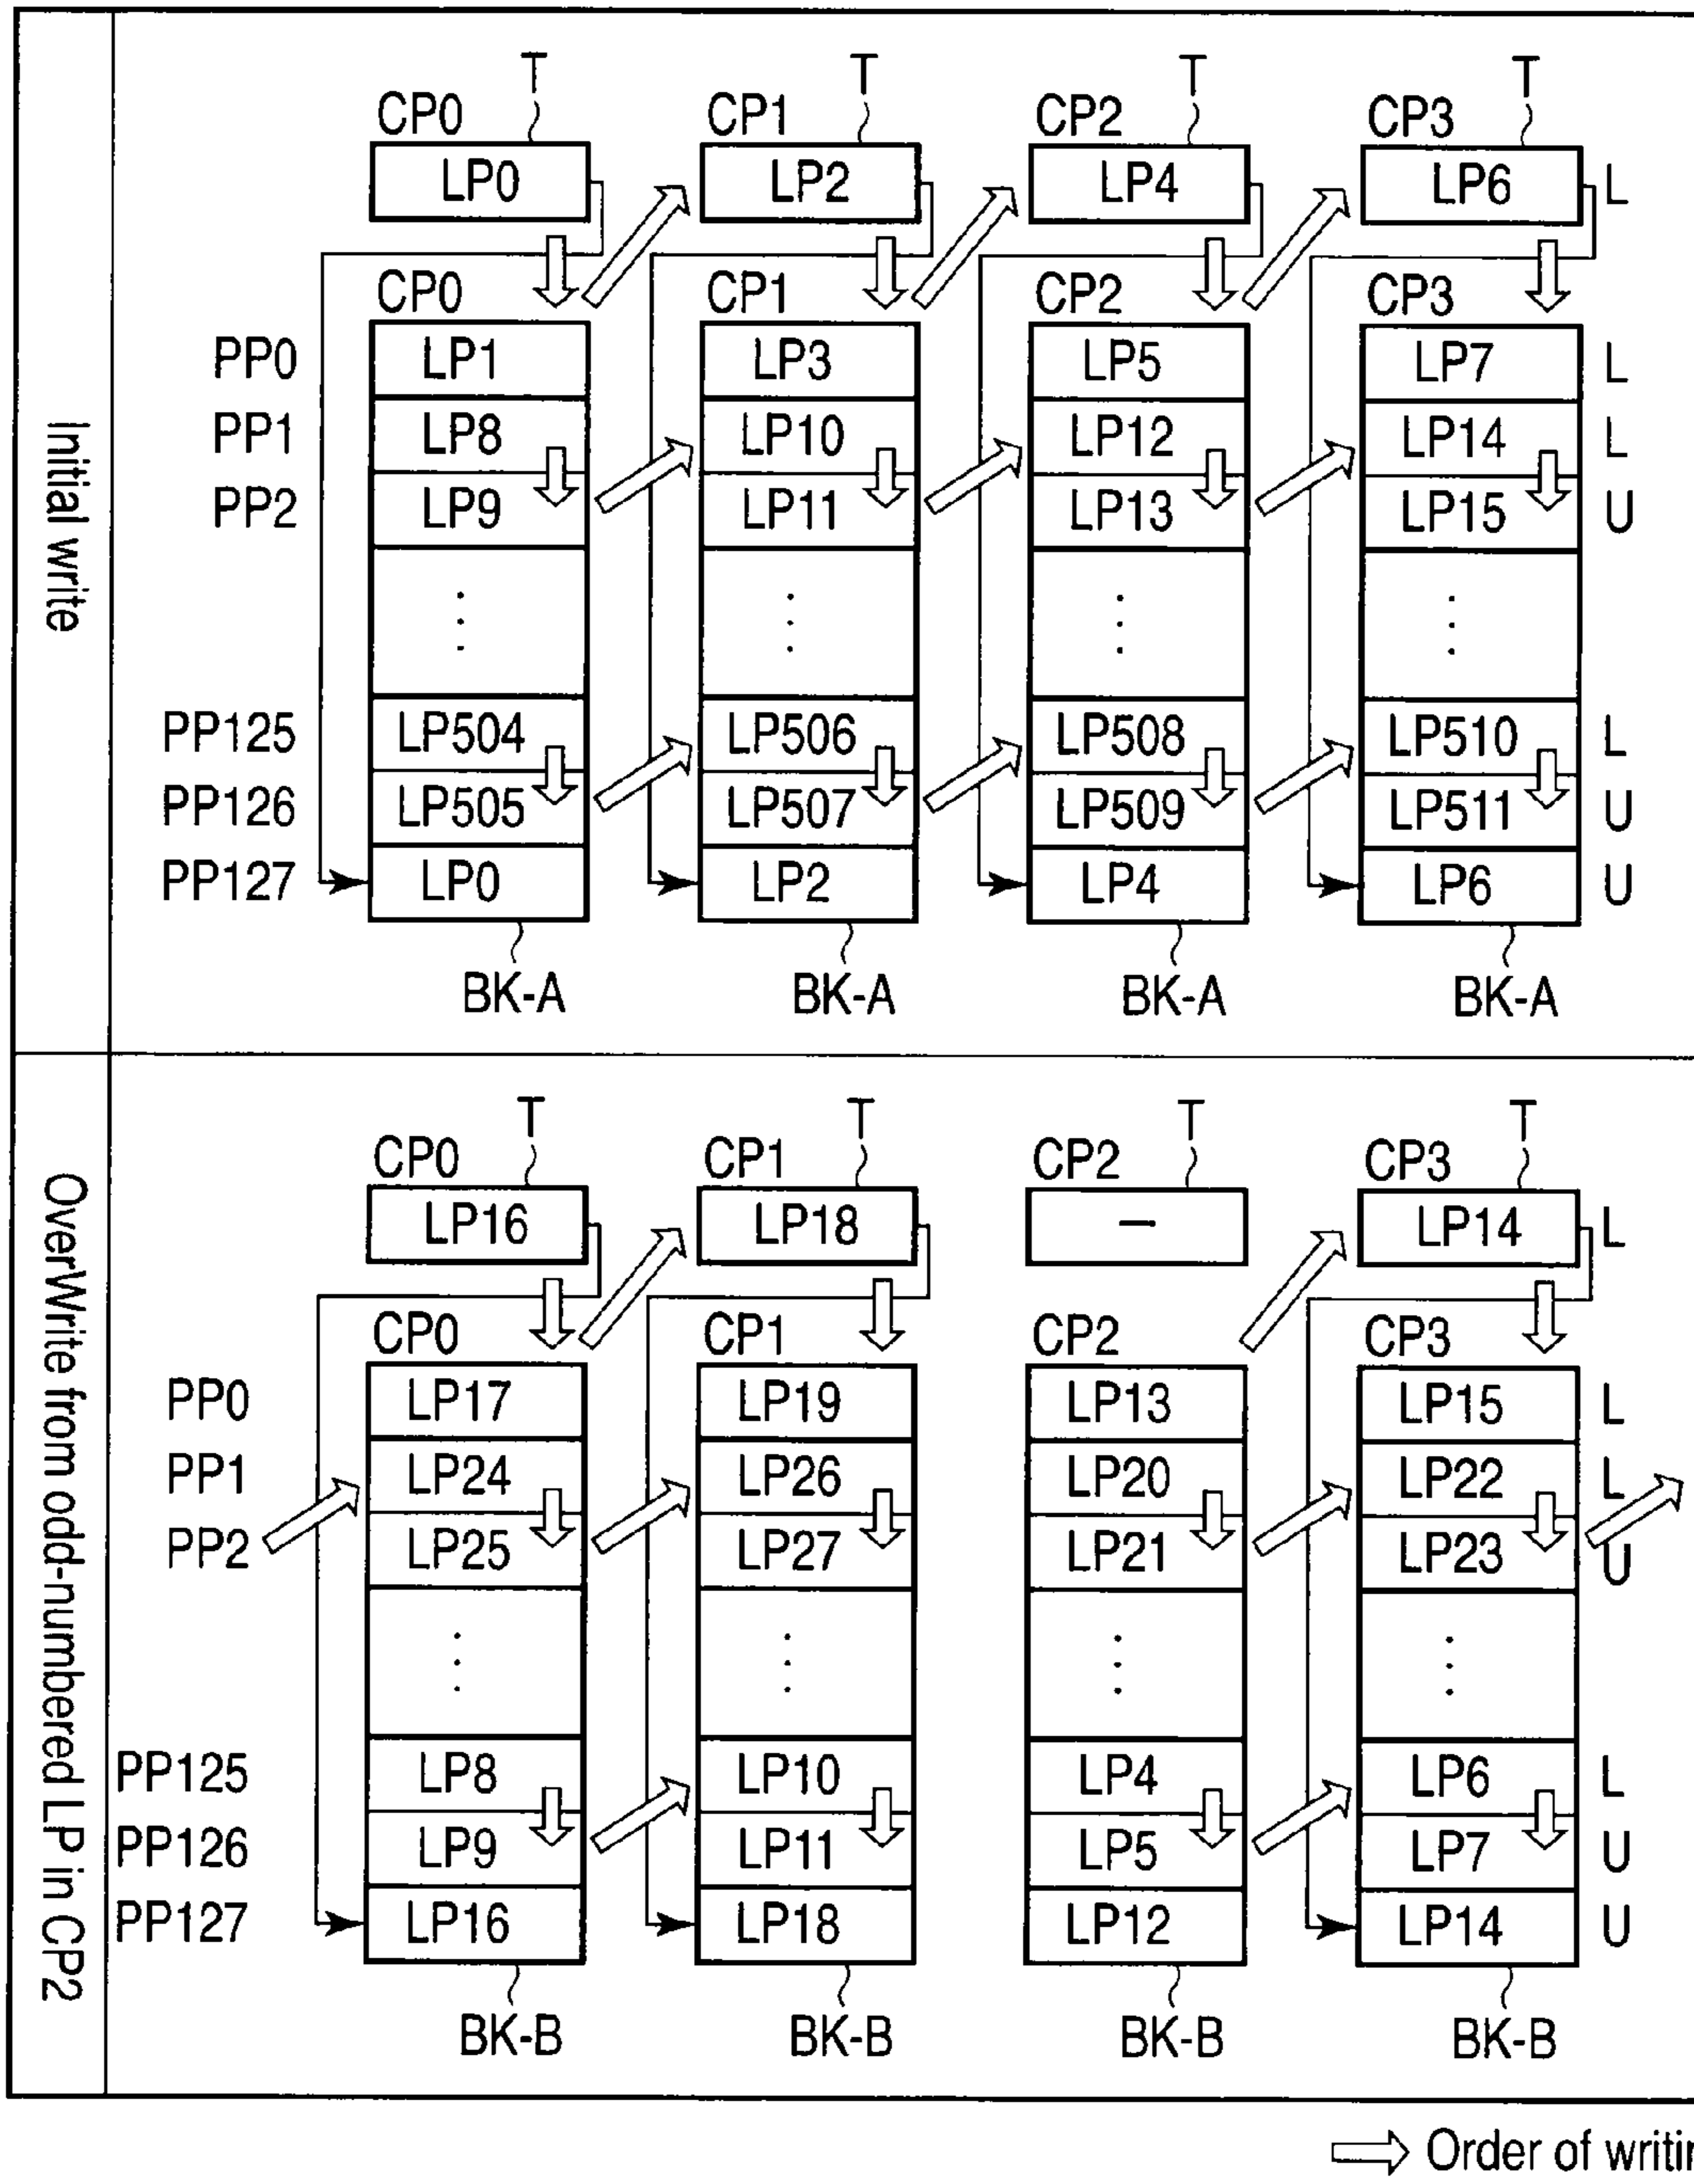 Initial write
T T T T
CP0 CP1 CP2 CP3
LP0 LP2 LP4 LP6 L
CP0 CP1 CP2 CP3
PP0 LP1 LP3 LP5 LP7 L
PP1 LP8 LP10 LP12 LP14 L
PP2 LP9 LP11 LP13 LP15 U
PP125 LP504 LP506 LP508 LP510 L
PP126 LP505 LP507 LP509 LP511 U
PP127 LP0 LP2 LP4 LP6 U
BK-A BK-A BK-A BK-A
OverWrite from odd-numbered LP in CP2
T T T T
CP0 CP1 CP2 CP3
LP16 LP18 — LP14 L
CP0 CP1 CP2 CP3
PP0 LP17 LP19 LP13 LP15 L
PP1 LP24 LP26 LP20 LP22 L
PP2 LP25 LP27 LP21 LP23 U
PP125 LP8 LP10 LP4 LP6 L
PP126 LP9 LP11 LP5 LP7 U
PP127 LP16 LP18 LP12 LP14 U
BK-B BK-B BK-B BK-B
Order of